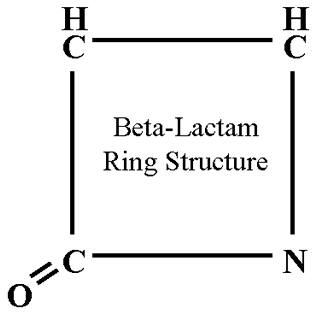 H H
C C
Beta-Lactam
Ring Structure
C N
O